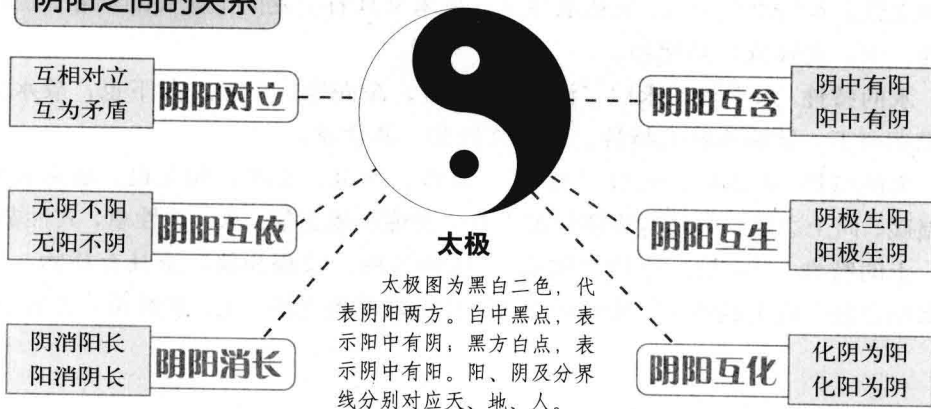 阴阳之间的关系
互相对立
互为矛盾
阴阳对立
无阴不阳
无阳不阴
阴阳互依
阴消阳长
阳消阴长
阴阳消长
太极
太极图为黑白二色，代
表阴阳两方。白中黑点，表
示阳中有阴；黑方白点，表
示阴中有阳。阳、阴及分界
线分别对应天、地、人。
阴阳互含
阴中有阳
阳中有阴
阴阳互生
阴极生阳
阳极生阴
阴阳互化
化阴为阳
化阳为阴